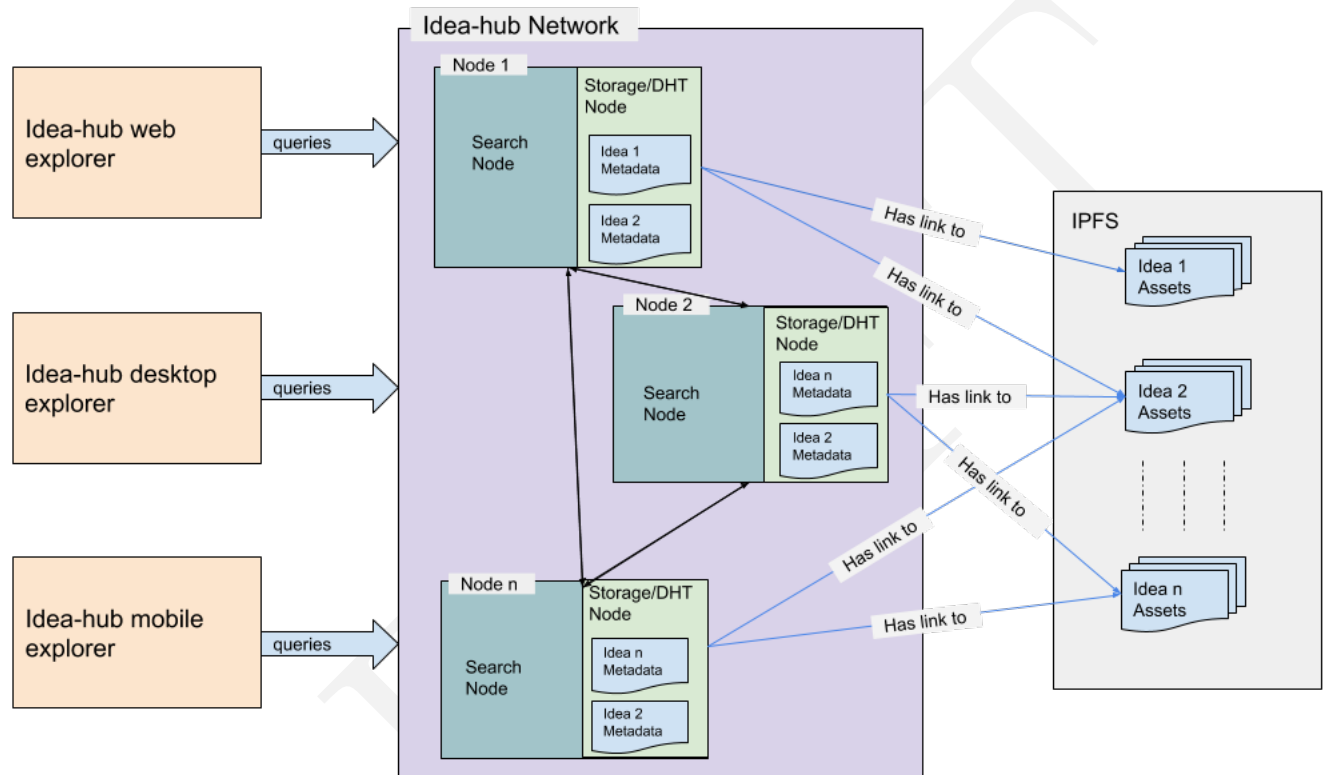 Idea-hub Network
Idea-hub web
explorer
queries
Idea-hub desktop
explorer
queries
Idea-hub mobile
explorer
queries
Node 1
Search
Node
Storage/DHT
Node
Idea 1
Metadata
Idea 2
Metadata
Node 2
Search
Node
Storage/DHT
Node
Idea n
Metadata
Idea 2
Metadata
Node n
Search
Node
Storage/DHT
Node
Idea n
Metadata
Idea 2
Metadata
Has link to
Has link to
Has link to
Has link to
Has link to
Has link to
IPFS
Idea 1
Assets
Idea 2
Assets
Idea n
Assets